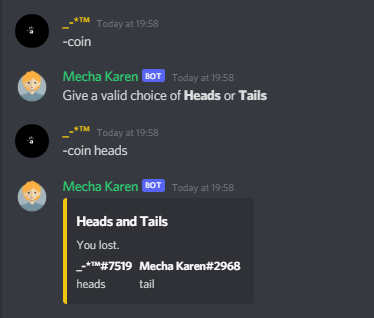 _-*™ Today at 19:58
-coin
Mecha Karen BOT Today at 19:58
Give a valid choice of Heads or Tails
_-*™ Today at 19:58
-coin heads
Mecha Karen BOT Today at 19:58
Heads and Tails
You lost.
_-*™#7519 Mecha Karen#2968
heads tail